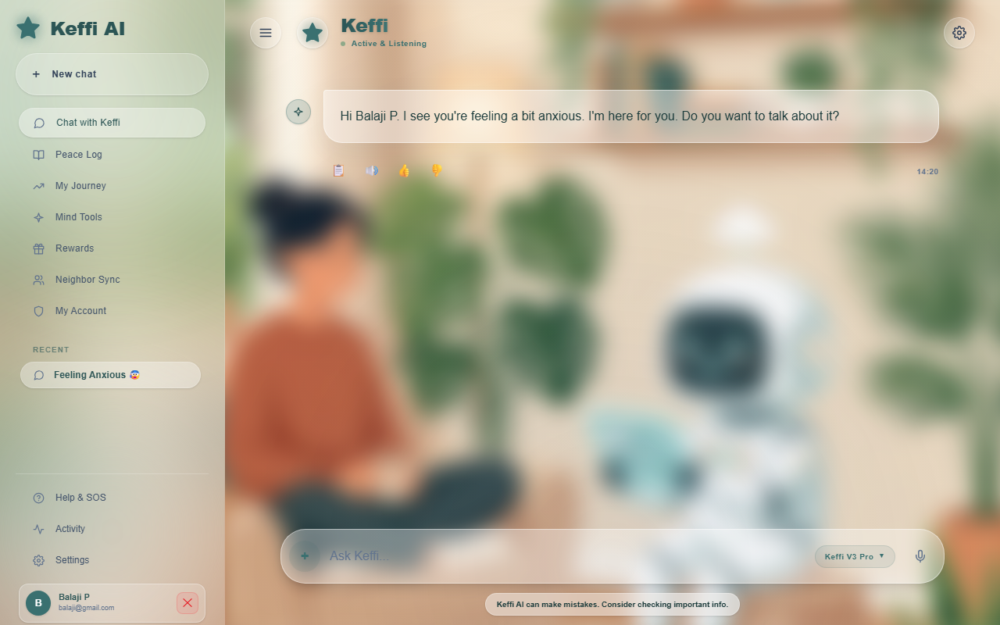 Keffi AI
+ New chat
Chat with Keffi
Peace Log
My Journey
Mind Tools
Rewards
Neighbor Sync
My Account
RECENT
Feeling Anxious 😰
Help & SOS
Activity
Settings
B
Balaji P
balaji@gmail.com
Keffi
Active & Listening
Hi Balaji P. I see you're feeling a bit anxious. I'm here for you. Do you want to talk about it?
14:20
Ask Keffi...
Keffi V3 Pro ▼
Keffi AI can make mistakes. Consider checking important info.